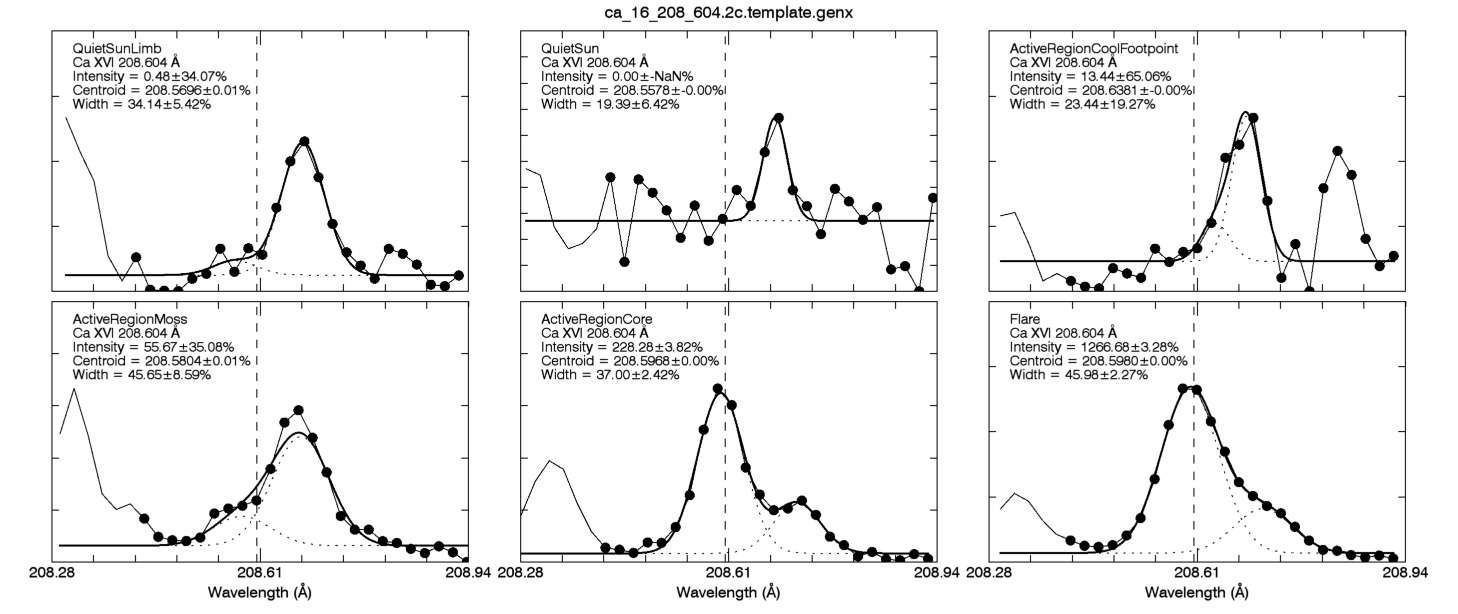 ca_16_208_604.2c.template.genx
QuietSunLimb
Ca XVI 208.604 Å
Intensity = 0.48±34.07%
Centroid = 208.5696±0.01%
Width = 34.14±5.42%
QuietSun
Ca XVI 208.604 Å
Intensity = 0.00±-NaN%
Centroid = 208.5578±-0.00%
Width = 19.39±6.42%
ActiveRegionCoolFootpoint
Ca XVI 208.604 Å
Intensity = 13.44±65.06%
Centroid = 208.6381±-0.00%
Width = 23.44±19.27%
ActiveRegionMoss
Ca XVI 208.604 Å
Intensity = 55.67±35.08%
Centroid = 208.5804±0.01%
Width = 45.65±8.59%
ActiveRegionCore
Ca XVI 208.604 Å
Intensity = 228.28±3.82%
Centroid = 208.5968±0.00%
Width = 37.00±2.42%
Flare
Ca XVI 208.604 Å
Intensity = 1266.68±3.28%
Centroid = 208.5980±0.00%
Width = 45.98±2.27%
208.28 208.61 208.94
Wavelength (Å)
208.28 208.61 208.94
Wavelength (Å)
208.28 208.61 208.94
Wavelength (Å)